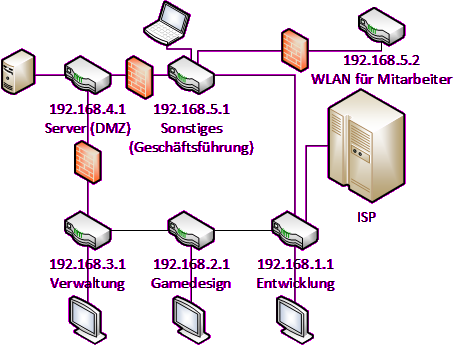 192.168.5.2
WLAN für Mitarbeiter
192.168.4.1
Server (DMZ)
192.168.5.1
Sonstiges
(Geschäftsführung)
ISP
192.168.3.1
Verwaltung
192.168.2.1
Gamedesign
192.168.1.1
Entwicklung